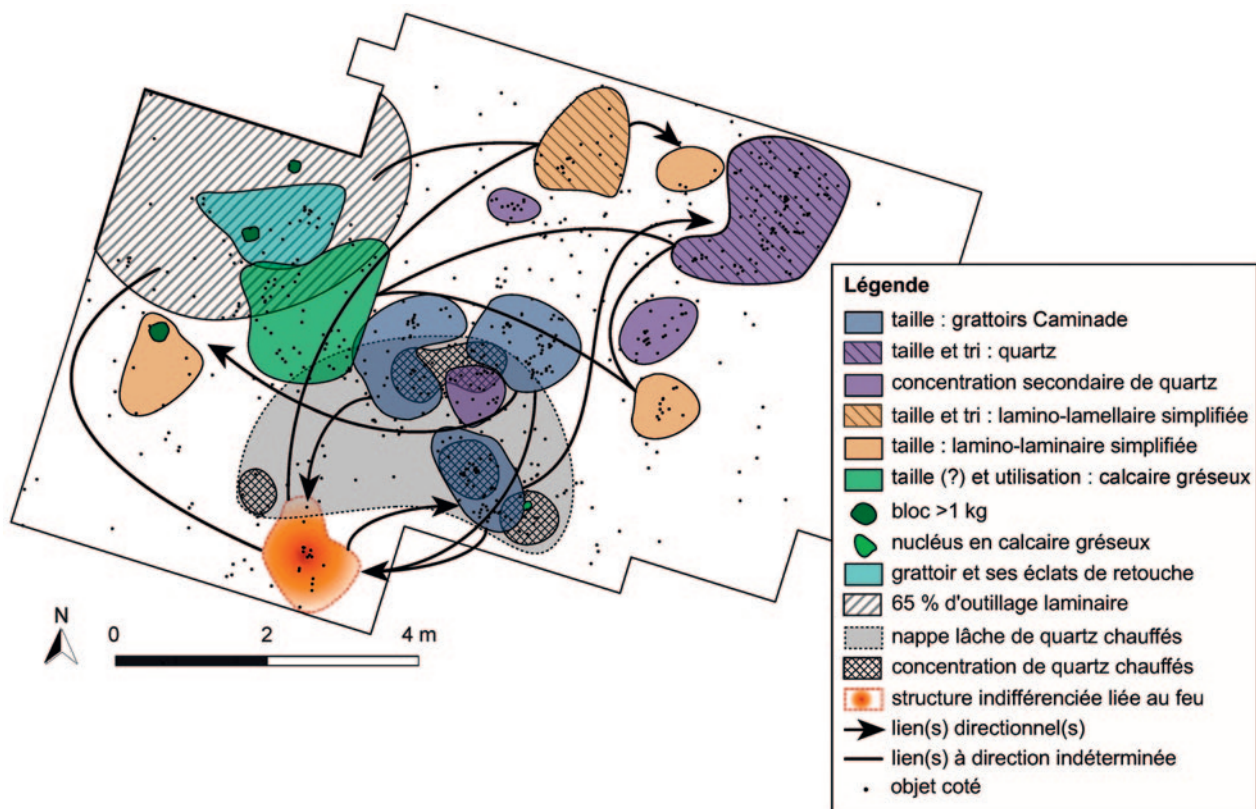 Légende
taille : grattoirs Caminade
taille et tri : quartz
concentration secondaire de quartz
taille et tri : lamino-lamellaire simplifiée
taille : lamino-laminaire simplifiée
taille (?) et utilisation : calcaire gréseux
bloc >1 kg
nucléus en calcaire gréseux
grattoir et ses éclats de retouche
65 % d'outillage laminaire
nappe lâche de quartz chauffés
concentration de quartz chauffés
structure indifférenciée liée au feu
lien(s) directionnel(s)
lien(s) à direction indéterminée
objet coté
N
0 2 4 m